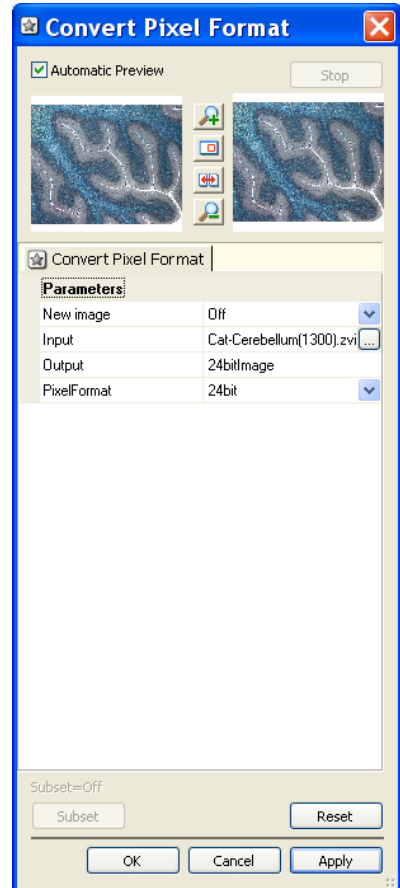 Convert Pixel Format
Automatic Preview
Stop
Convert Pixel Format
Parameters
New image Off
Input Cat-Cerebellum(1300).zvi ...
Output 24bitImage
PixelFormat 24bit
Subset=Off
Subset Reset
OK Cancel Apply